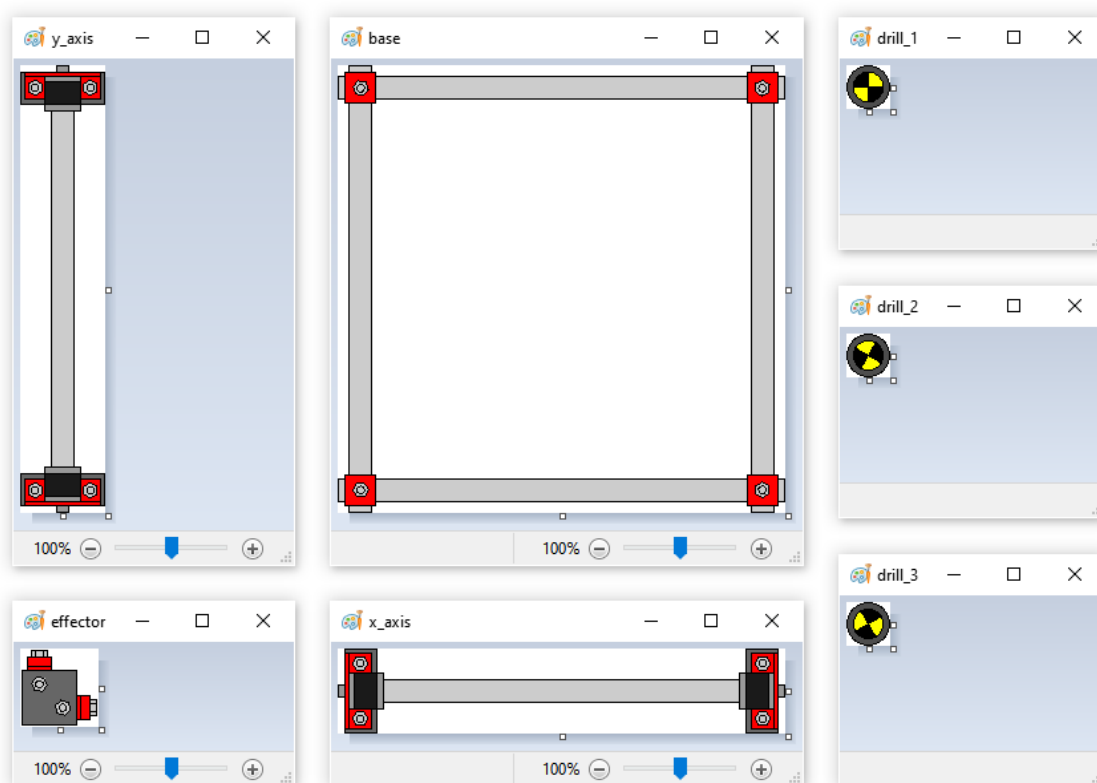 y_axis
base
drill_1
drill_2
100%
100%
drill_3
effector
x_axis
100%
100%